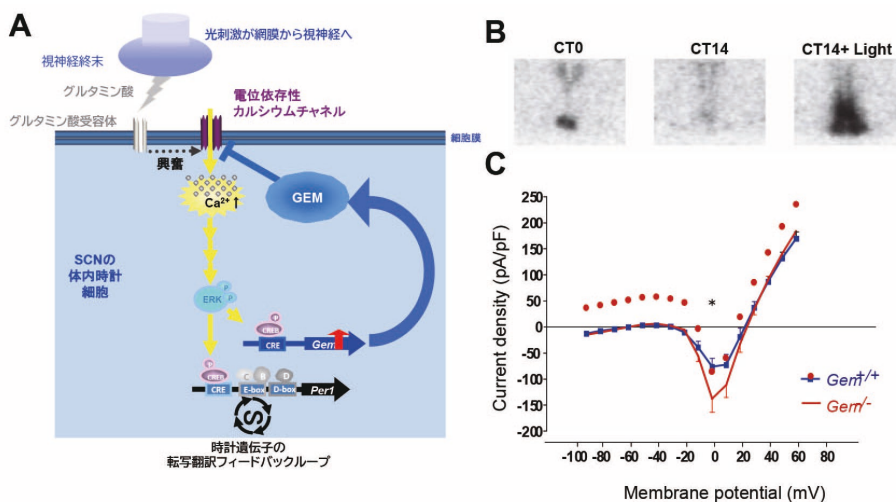 A
光刺激が網膜から視神経へ
視神経終末
グルタミン酸
グルタミン酸受容体
電位依存性
カルシウムチャネル
細胞膜
興奮
Ca2+↑
GEM
SCNの
体内時計
細胞
ERK
P
P
P
CREB
CRE
Gem
P
CREB
C
B
D
CRE
E-box
D-box
Per1
時計遺伝子の
転写翻訳フィードバックループ
B
CT0
CT14
CT14+ Light
C
Current density (pA/pF)
250
200
150
100
50
0
-50
-100
-150
-200
*
Gem+/+
Gem-/-
-100 -80 -60 -40 -20 0 20 40 60 80
Membrane potential (mV)